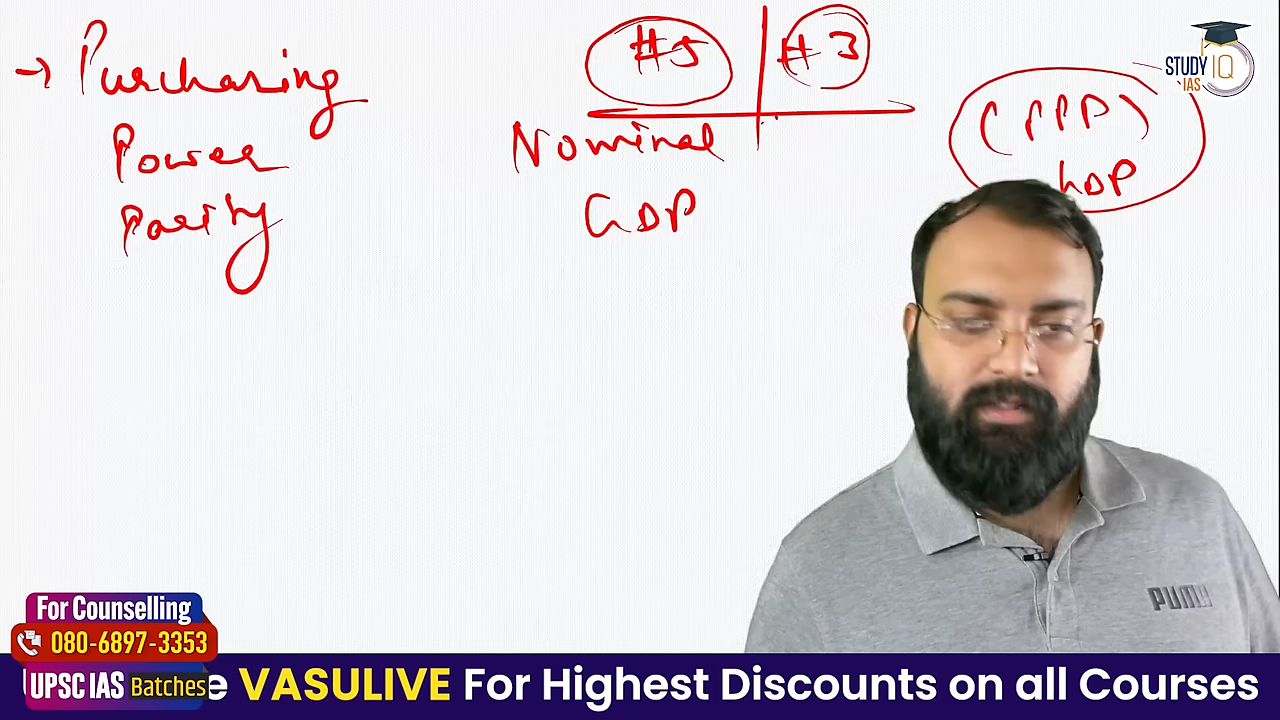 → Purchasing
Power
Parity
#5 #3
Nominal
GDP
(PPP)
GDP
STUDY IQ
IAS
PUMA
For Counselling
080-6897-3353
UPSC IAS Batches
e VASULIVE For Highest Discounts on all Courses